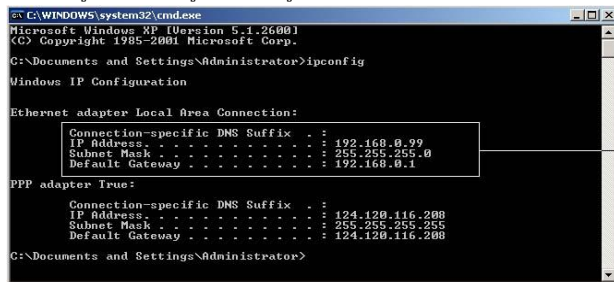 C:\WINDOWS\system32\cmd.exe
Microsoft Windows XP [Version 5.1.2600]
(C) Copyright 1985-2001 Microsoft Corp.
C:\Documents and Settings\Administrator>ipconfig
Windows IP Configuration
Ethernet adapter Local Area Connection:
Connection-specific DNS Suffix . :
IP Address. . . . . . . . . . . . : 192.168.0.99
Subnet Mask . . . . . . . . . . . : 255.255.255.0
Default Gateway . . . . . . . . . : 192.168.0.1
PPP adapter True:
Connection-specific DNS Suffix . :
IP Address. . . . . . . . . . . . : 124.120.116.208
Subnet Mask . . . . . . . . . . . : 255.255.255.255
Default Gateway . . . . . . . . . : 124.120.116.208
C:\Documents and Settings\Administrator>